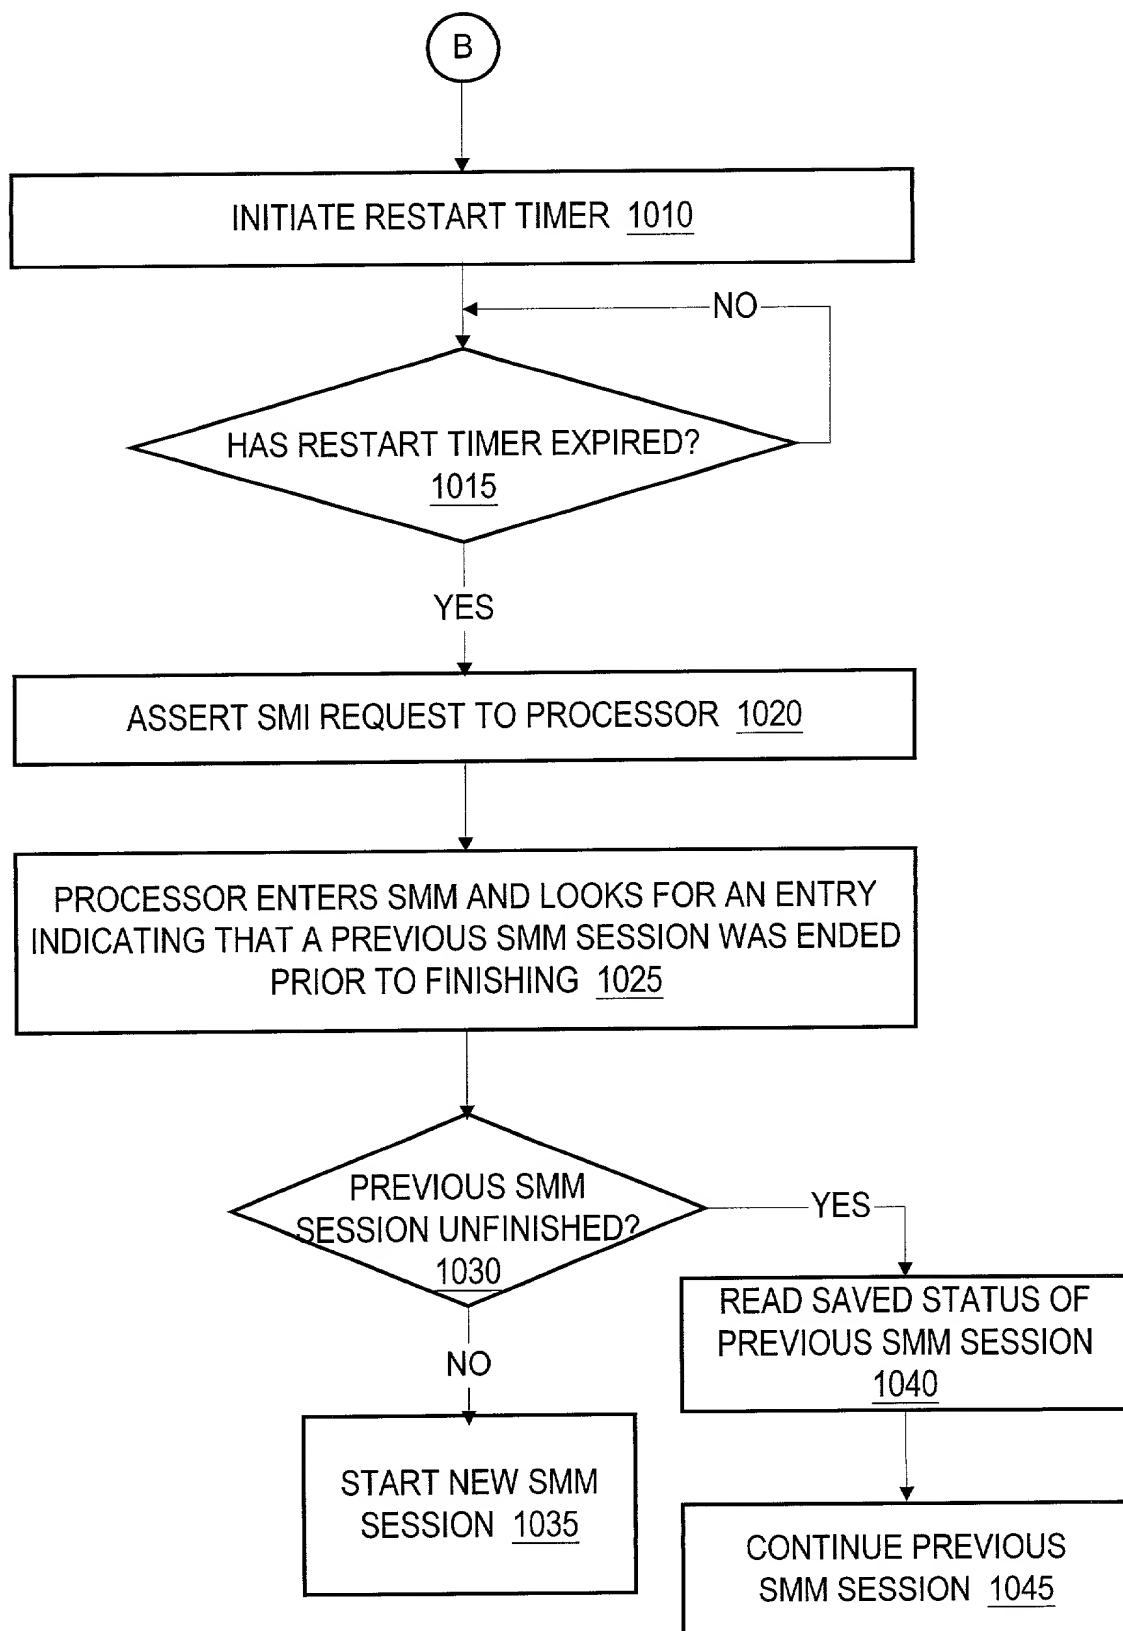 B
INITIATE RESTART TIMER 1010
NO
HAS RESTART TIMER EXPIRED?
1015
YES
ASSERT SMI REQUEST TO PROCESSOR 1020
PROCESSOR ENTERS SMM AND LOOKS FOR AN ENTRY
INDICATING THAT A PREVIOUS SMM SESSION WAS ENDED
PRIOR TO FINISHING 1025
PREVIOUS SMM
SESSION UNFINISHED?
1030
YES
READ SAVED STATUS OF
PREVIOUS SMM SESSION
1040
NO
START NEW SMM
SESSION 1035
CONTINUE PREVIOUS
SMM SESSION 1045